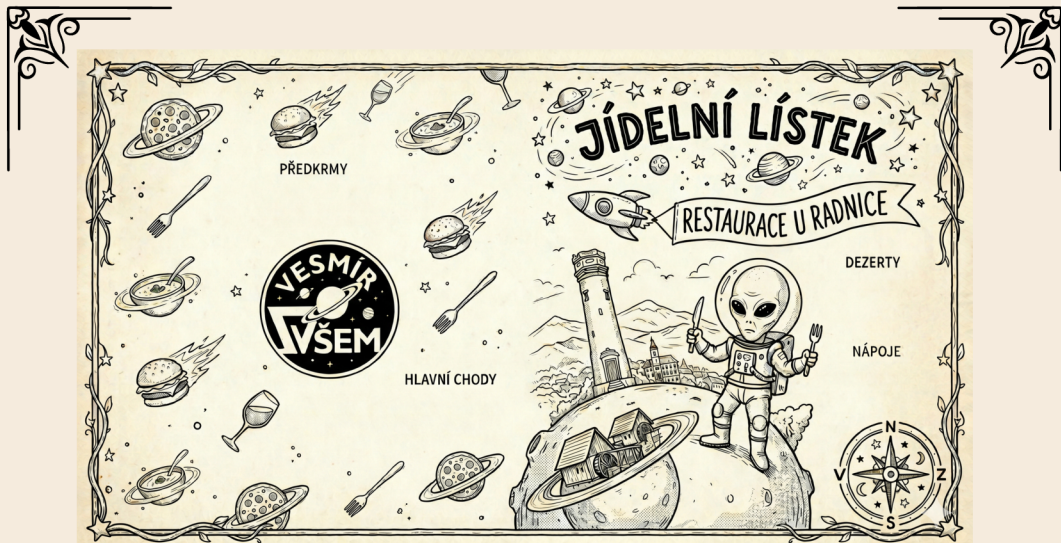 JÍDELNÍ LÍSTEK
PŘEDKRMY
RESTAURACE U RADNICE
DEZERTY
VESMÍR
VŠEM
NÁPOJE
HLAVNÍ CHODY
N
V Z
S